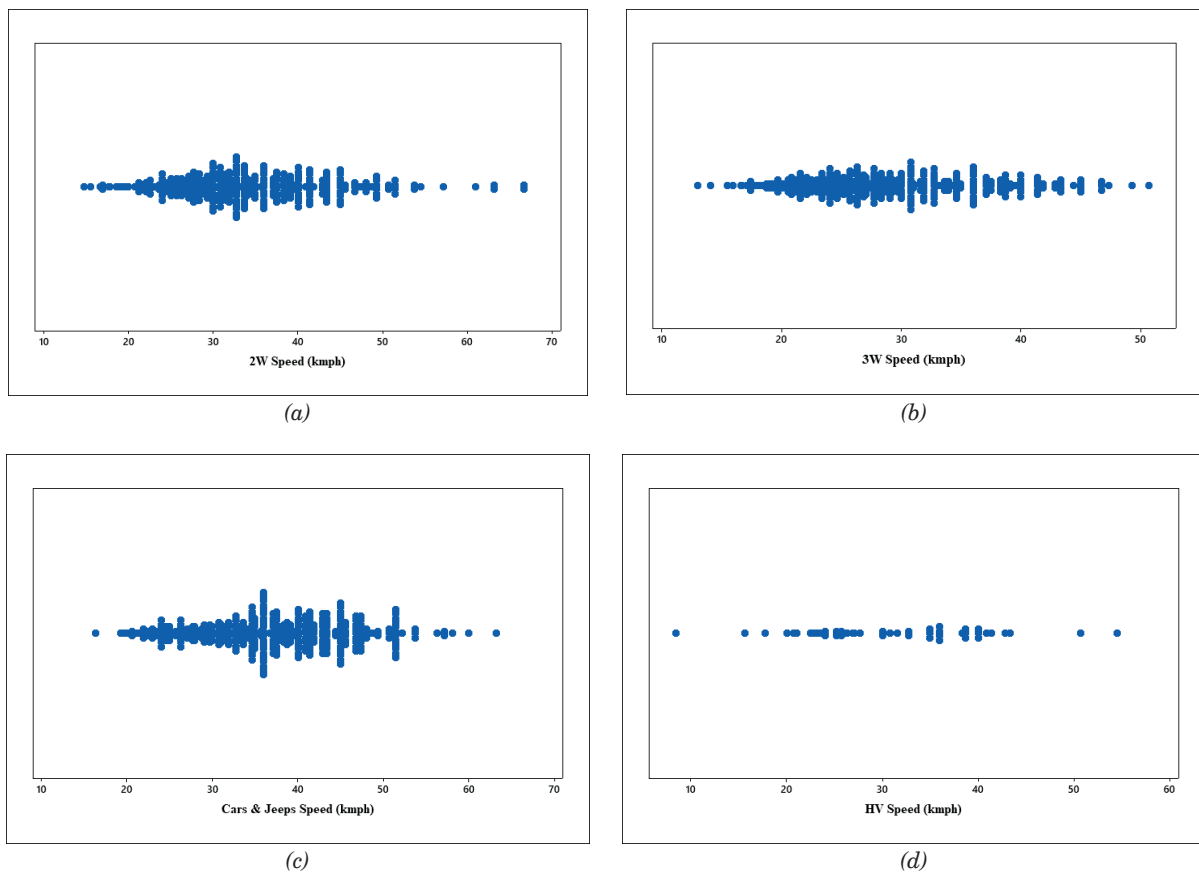 10 20 30 40 50 60 70
2W Speed (kmph)
(a)
10 20 30 40 50
3W Speed (kmph)
(b)
10 20 30 40 50 60 70
Cars & Jeeps Speed (kmph)
(c)
10 20 30 40 50 60
HV Speed (kmph)
(d)